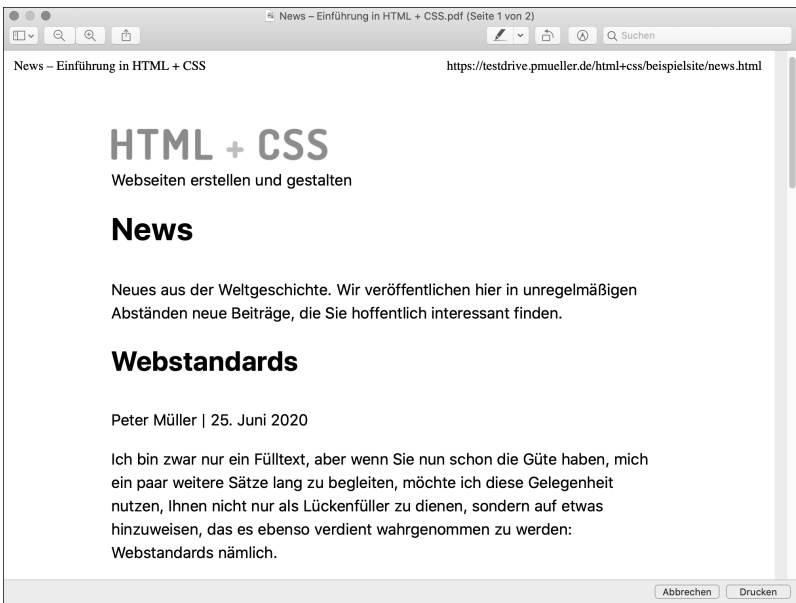 News – Einführung in HTML + CSS.pdf (Seite 1 von 2)
Suchen
News – Einführung in HTML + CSS
https://testdrive.pmueller.de/html+css/beispielsite/news.html
HTML + CSS
Webseiten erstellen und gestalten
News
Neues aus der Weltgeschichte. Wir veröffentlichen hier in unregelmäßigen
Abständen neue Beiträge, die Sie hoffentlich interessant finden.
Webstandards
Peter Müller | 25. Juni 2020
Ich bin zwar nur ein Fülltext, aber wenn Sie nun schon die Güte haben, mich
ein paar weitere Sätze lang zu begleiten, möchte ich diese Gelegenheit
nutzen, Ihnen nicht nur als Lückenfüller zu dienen, sondern auf etwas
hinzuweisen, das es ebenso verdient wahrgenommen zu werden:
Webstandards nämlich.
Abbrechen
Drucken